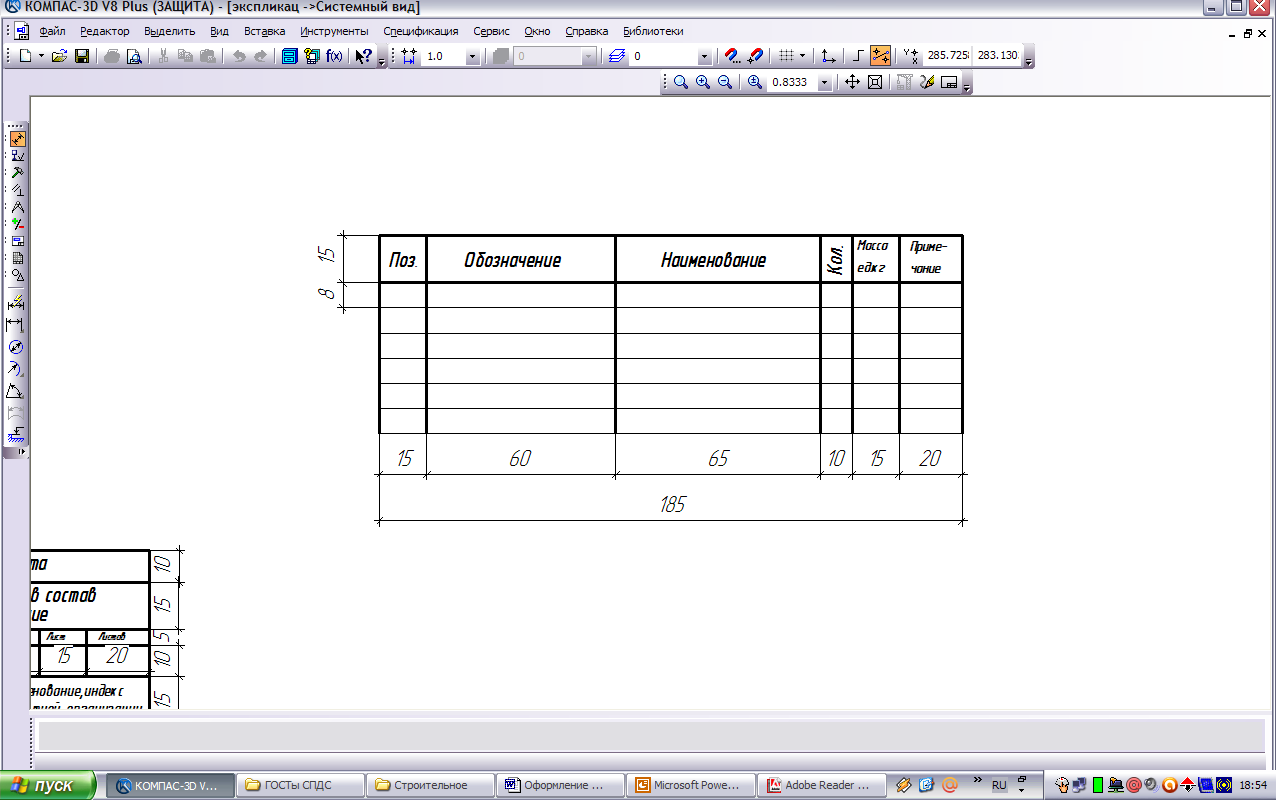 КОМПАС-3D V8 Plus (ЗАЩИТА) - [экспликац ->Системный вид]
Файл Редактор Выделить Вид Вставка Инструменты Спецификация Сервис Окно Справка Библиотеки
f(x) 1.0 0 0 285.725 283.130
0.8333
15 Поз. Обозначение Наименование Кол. Масса Приме-
ед.кг чание
8
15 60 65 10 15 20
185
та 10
в состав 15
ие
Лист Листов 5
15 20 10
нование,индекс 15
пуск КОМПАС-3D V... ГОСТы СПДС Строительное Оформление ... Microsoft Powe... Adobe Reader ... RU 18:54